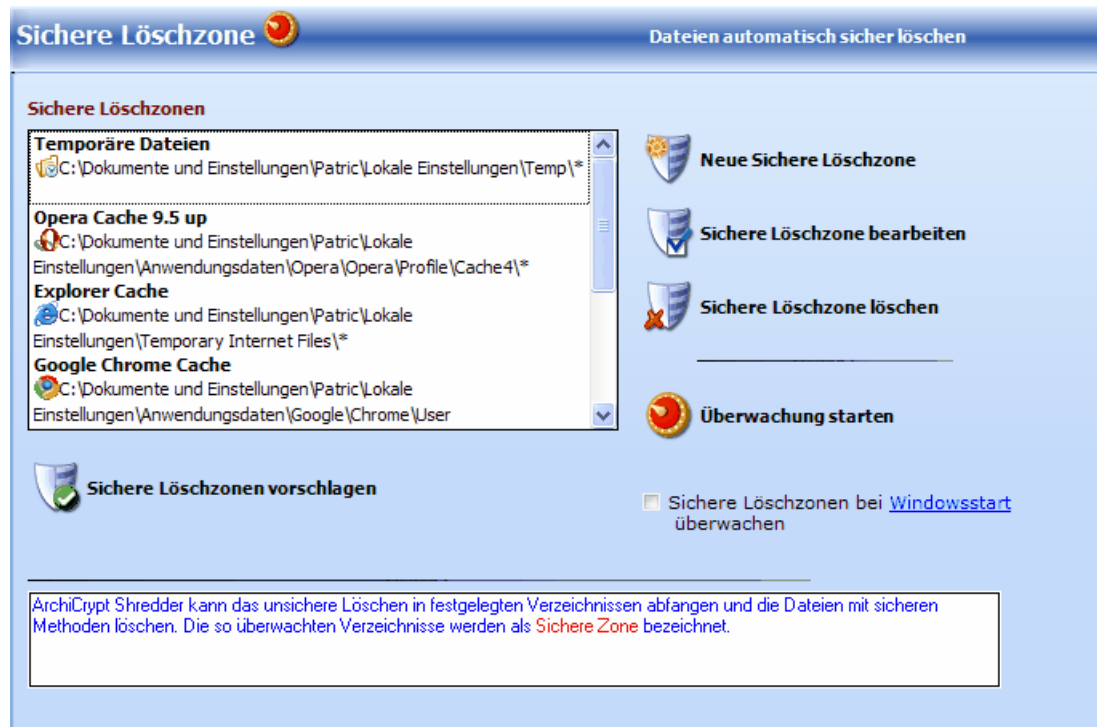 Sichere Löschzone
Dateien automatisch sicher löschen
Sichere Löschzonen
Temporäre Dateien
C:\Dokumente und Einstellungen\Patric\Lokale Einstellungen\Temp\*
Opera Cache 9.5 up
C:\Dokumente und Einstellungen\Patric\Lokale
Einstellungen\Anwendungsdaten\Opera\Opera\Profile\Cache4\*
Explorer Cache
C:\Dokumente und Einstellungen\Patric\Lokale
Einstellungen\Temporary Internet Files\*
Google Chrome Cache
C:\Dokumente und Einstellungen\Patric\Lokale
Einstellungen\Anwendungsdaten\Google\Chrome\User
Neue Sichere Löschzone
Sichere Löschzone bearbeiten
Sichere Löschzone löschen
Überwachung starten
Sichere Löschzonen vorschlagen
Sichere Löschzonen bei Windowsstart
überwachen
ArchiCrypt Shredder kann das unsichere Löschen in festgelegten Verzeichnissen abfangen und die Dateien mit sicheren
Methoden löschen. Die so überwachten Verzeichnisse werden als Sichere Zone bezeichnet.